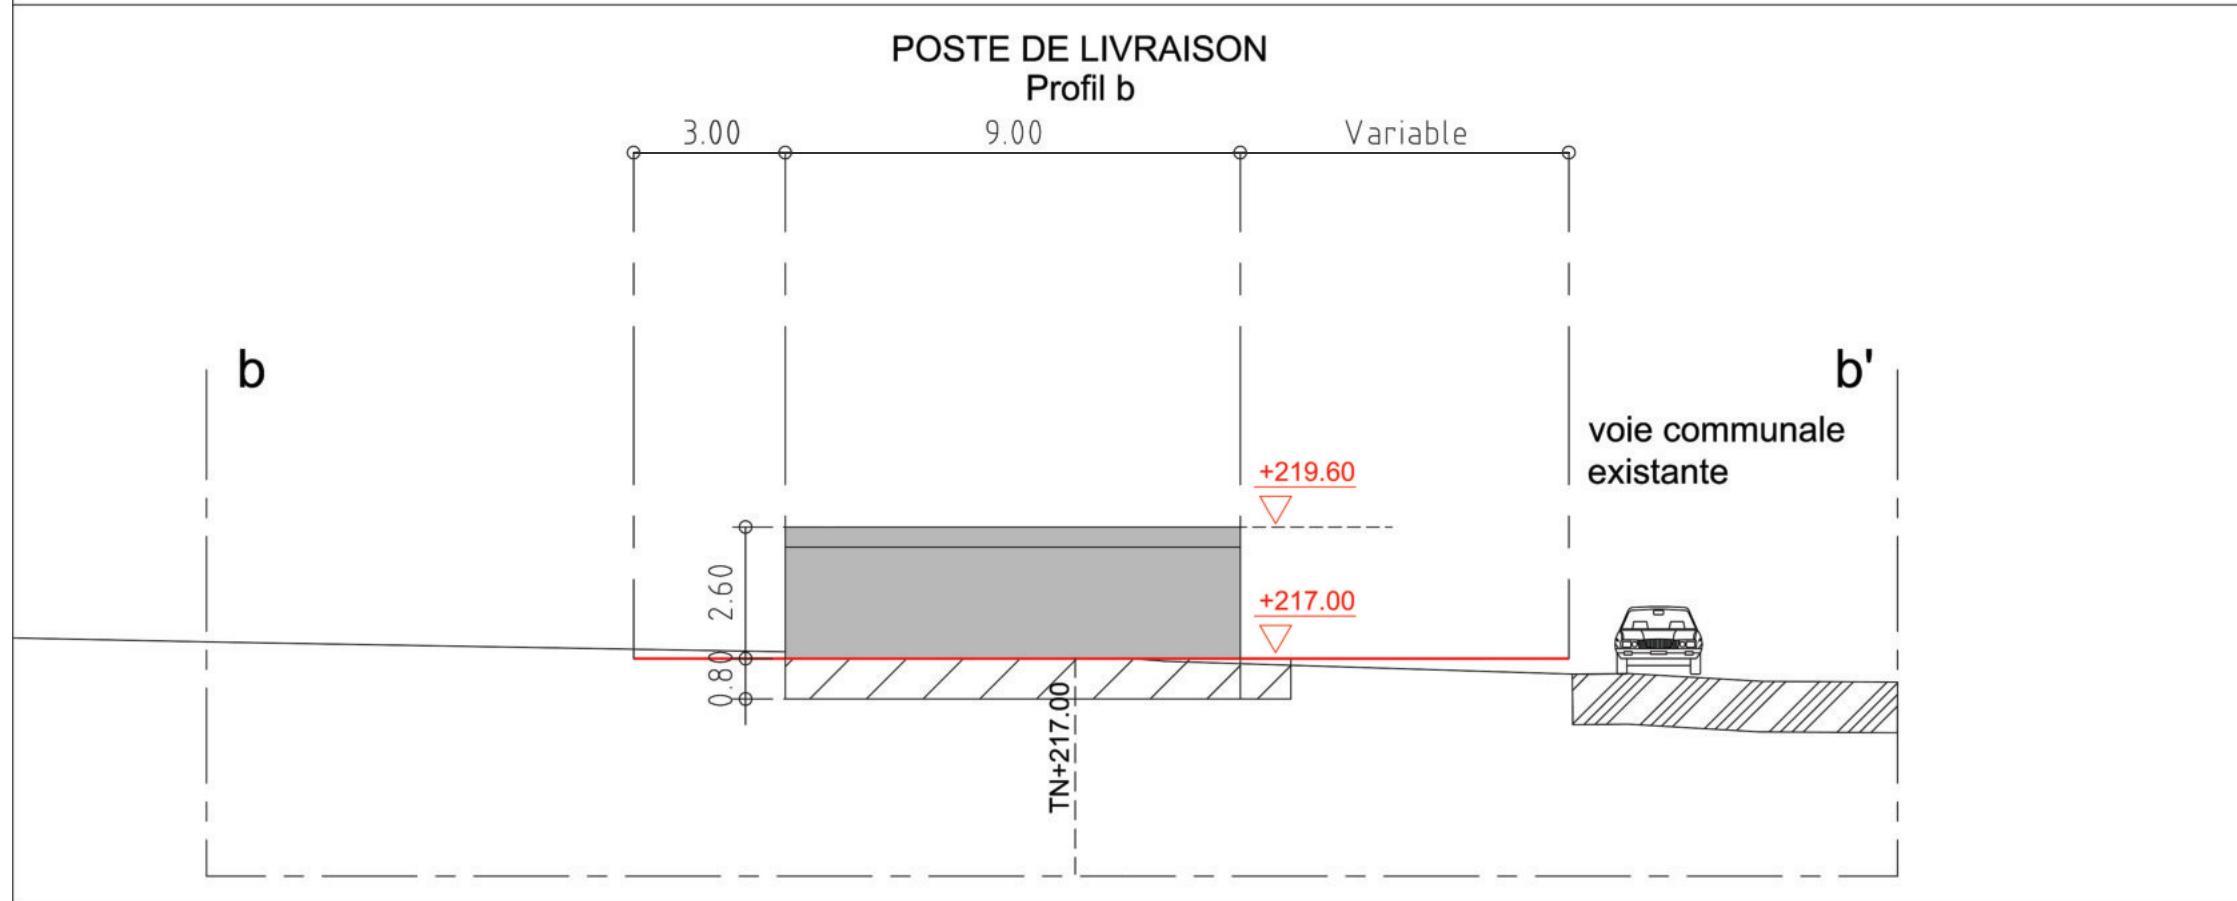 POSTE DE LIVRAISON
Profil b
3.00
9.00
Variable
b
b'
voie communale
existante
+219.60
+217.00
2.60
0.80
TN+217.00